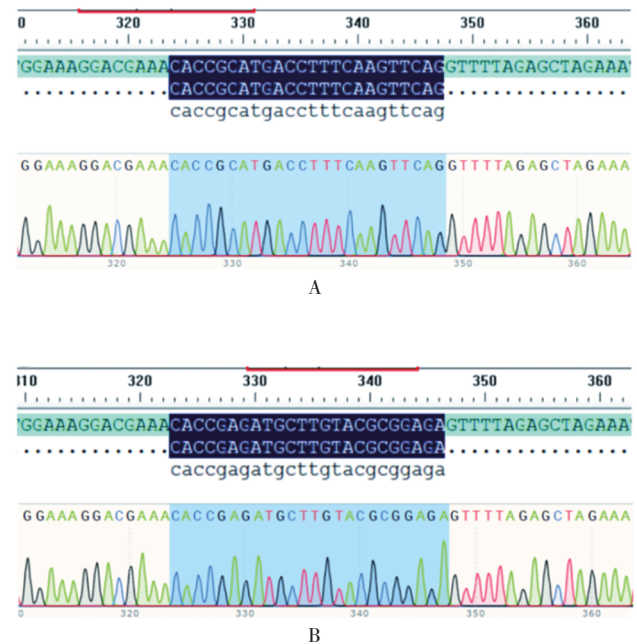 0 320 330 340 350 360
GGAAAGGACGAAACACCGCATGACCTTTCAAGTTCAGGTTTTAGAGCTAGAAA
.............CACCGCATGACCTTTCAAGTTCAG................
caccgcatgacctttcaagttcag
GGAAAGGACGAAACACCGCATGACCTTTCAAGTTCAGGTTTTAGAGCTAGAAA
320 330 340 350 360
A
310 320 330 340 350 360
GGAAAGGACGAAACACCGAGATGCTTGTACGCGGAGAGTTTTAGAGCTAGAAA
.............CACCGAGATGCTTGTACGCGGAGA................
caccgagatgcttgtacgcggaga
GGAAAGGACGAAACACCGAGATGCTTGTACGCGGAGAGTTTTAGAGCTAGAAA
0 320 330 340 350 360
B